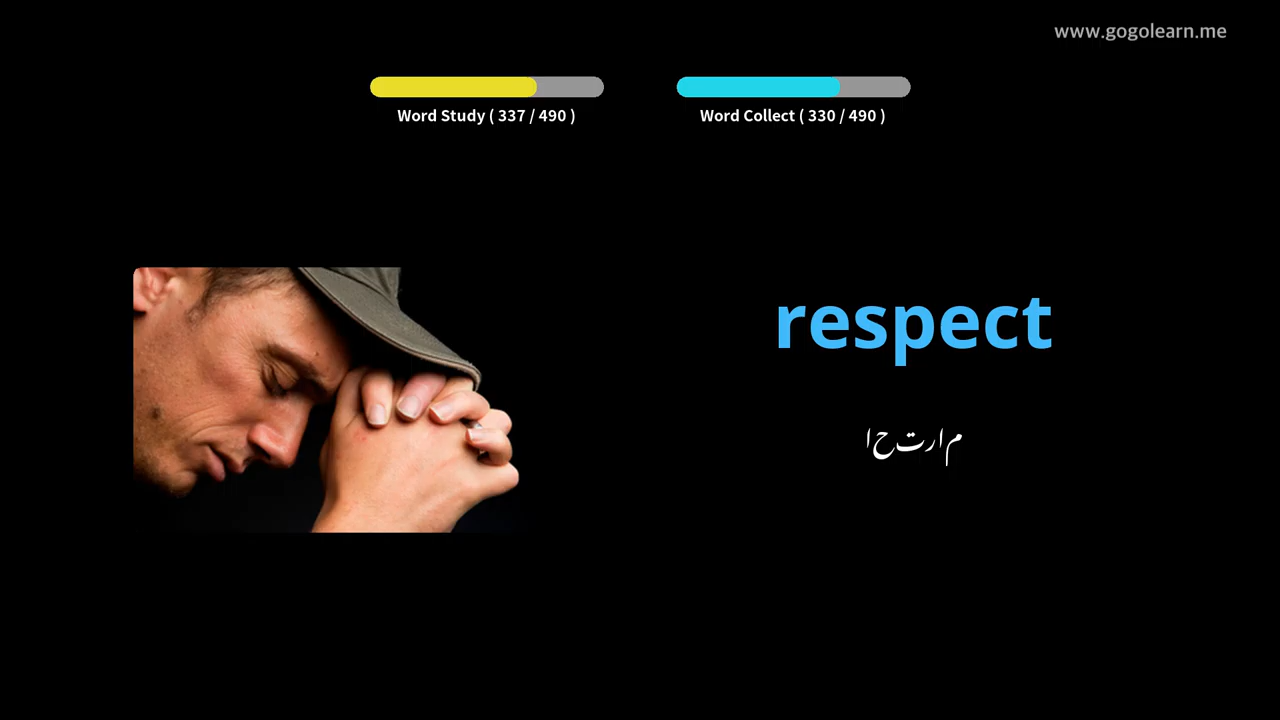 www.gogolearn.me
Word Study ( 337 / 490 )
Word Collect ( 330 / 490 )
respect
احترام